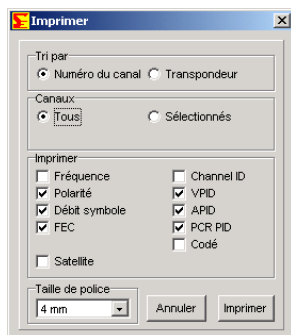 Imprimer
Tri par
Numéro du canal Transpondeur
Canaux
Tous Sélectionnés
Imprimer
Fréquence Channel ID
Polarité VPID
Débit symbole APID
FEC PCR PID
Codé
Satellite
Taille de police
4 mm Annuler Imprimer